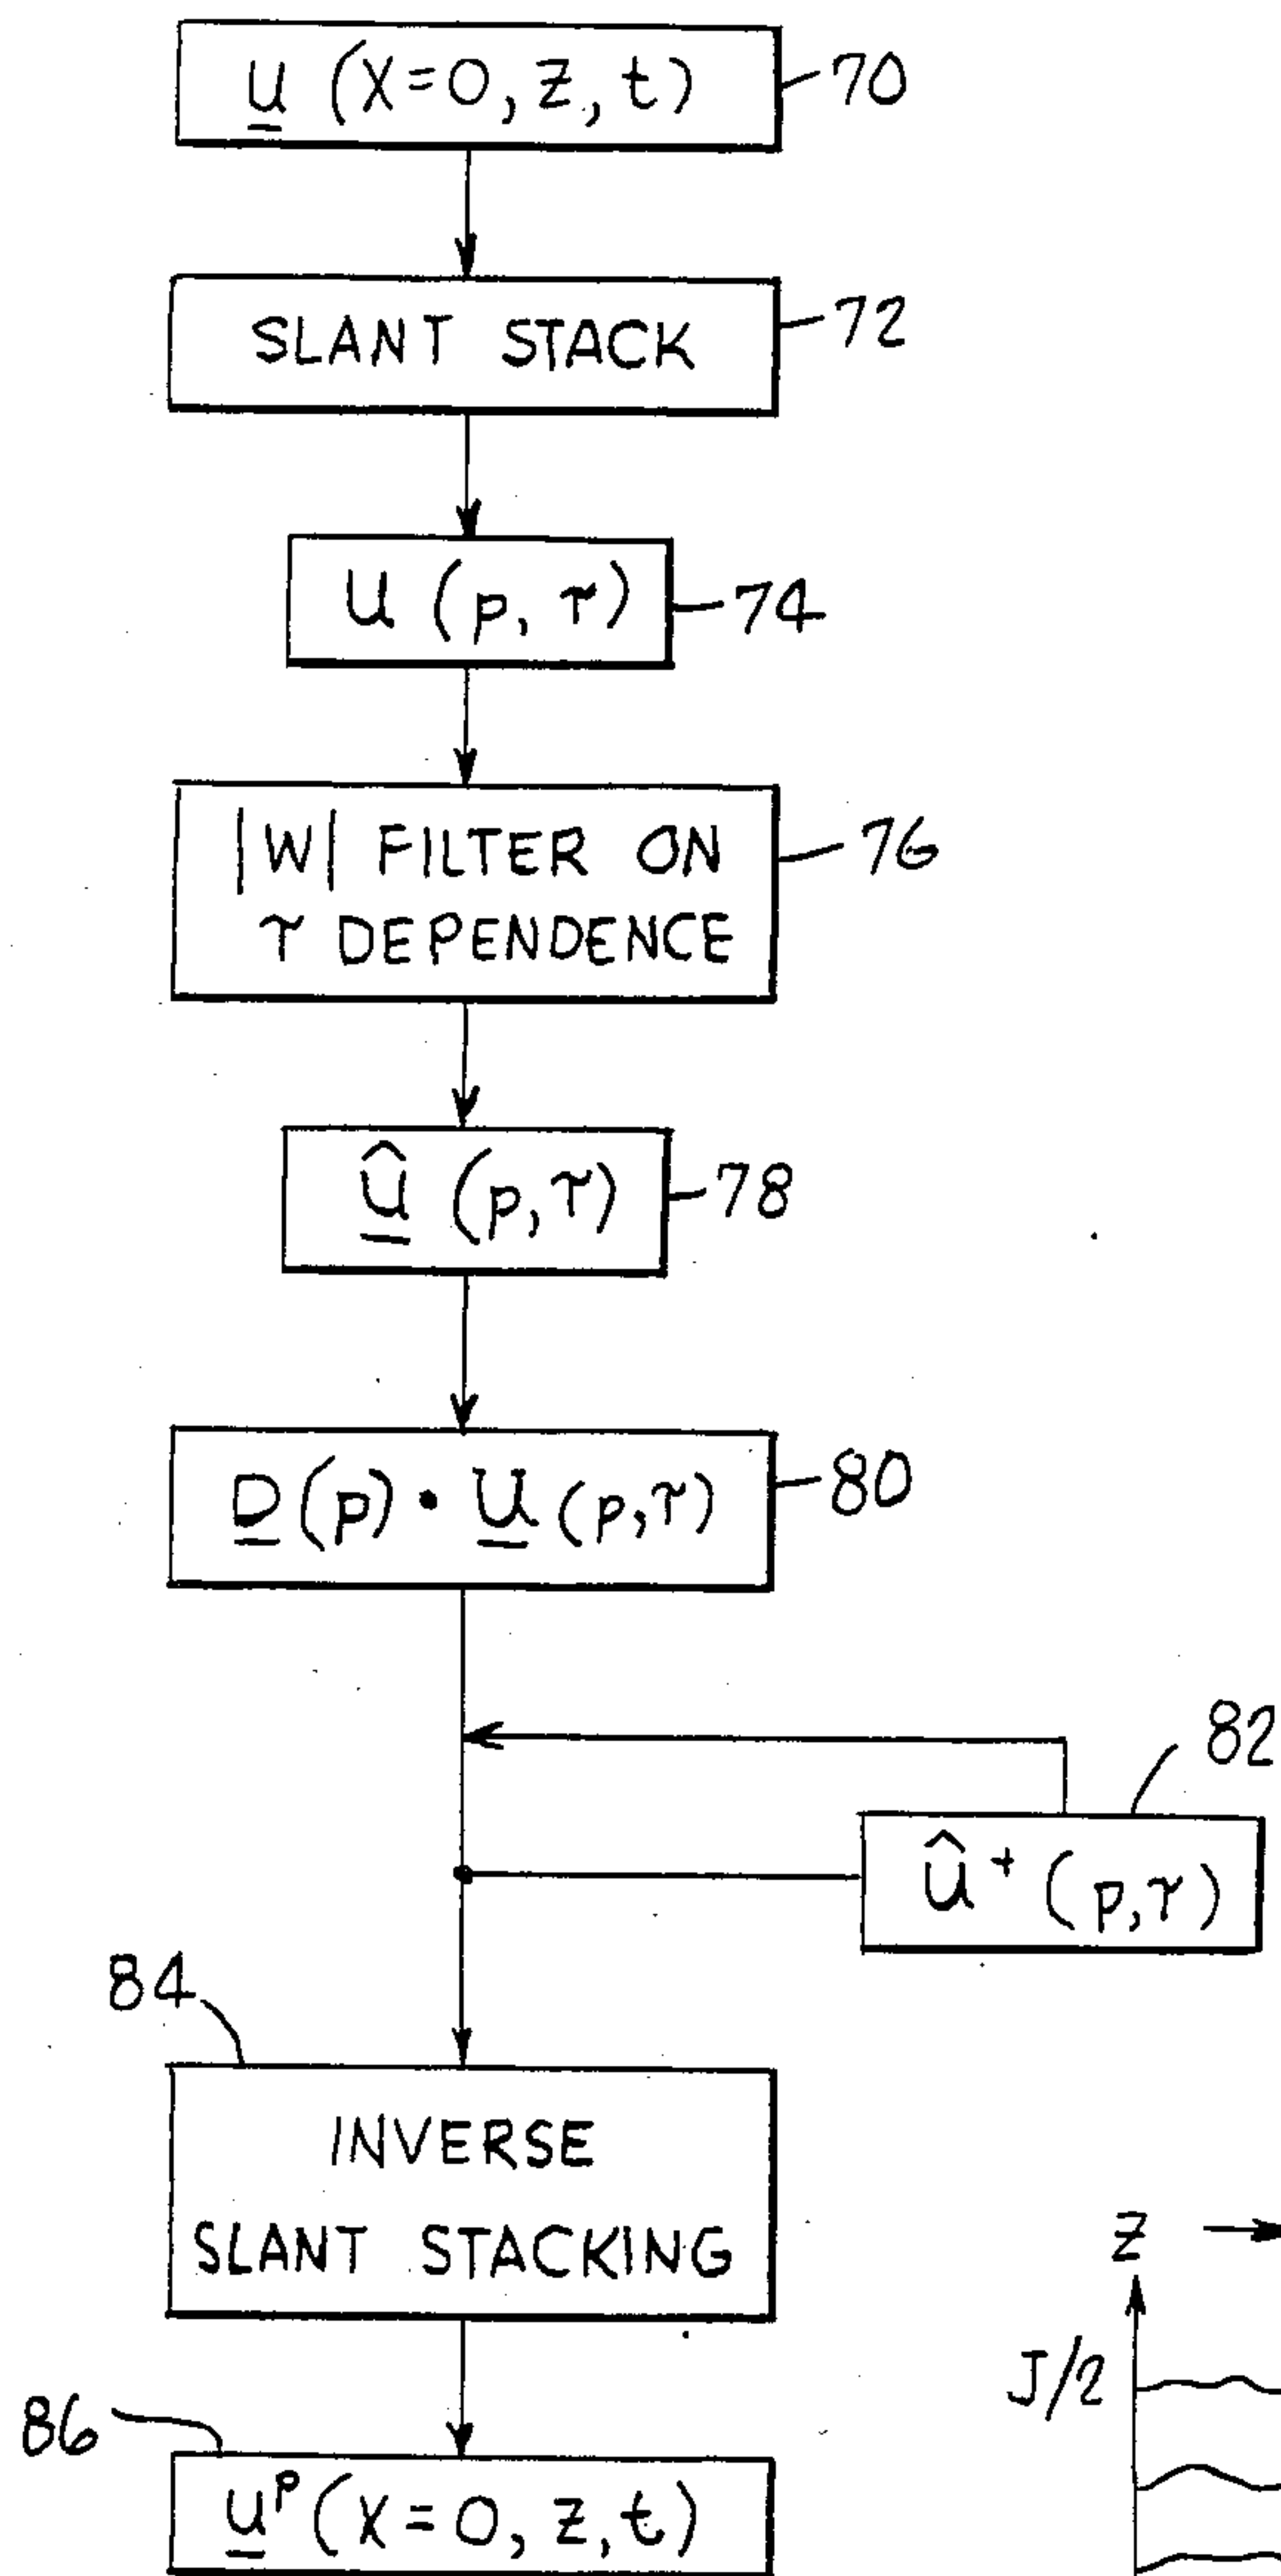 u (X=0, Z, t)
70
SLANT STACK
72
U (p, τ)
74
|W| FILTER ON
τ DEPENDENCE
76
û (p, τ)
78
D(p) • U (p, τ)
80
82
û⁺ (p, τ)
84
INVERSE
SLANT STACKING
Z →
J/2
86
uᴾ (X = 0, Z, t)